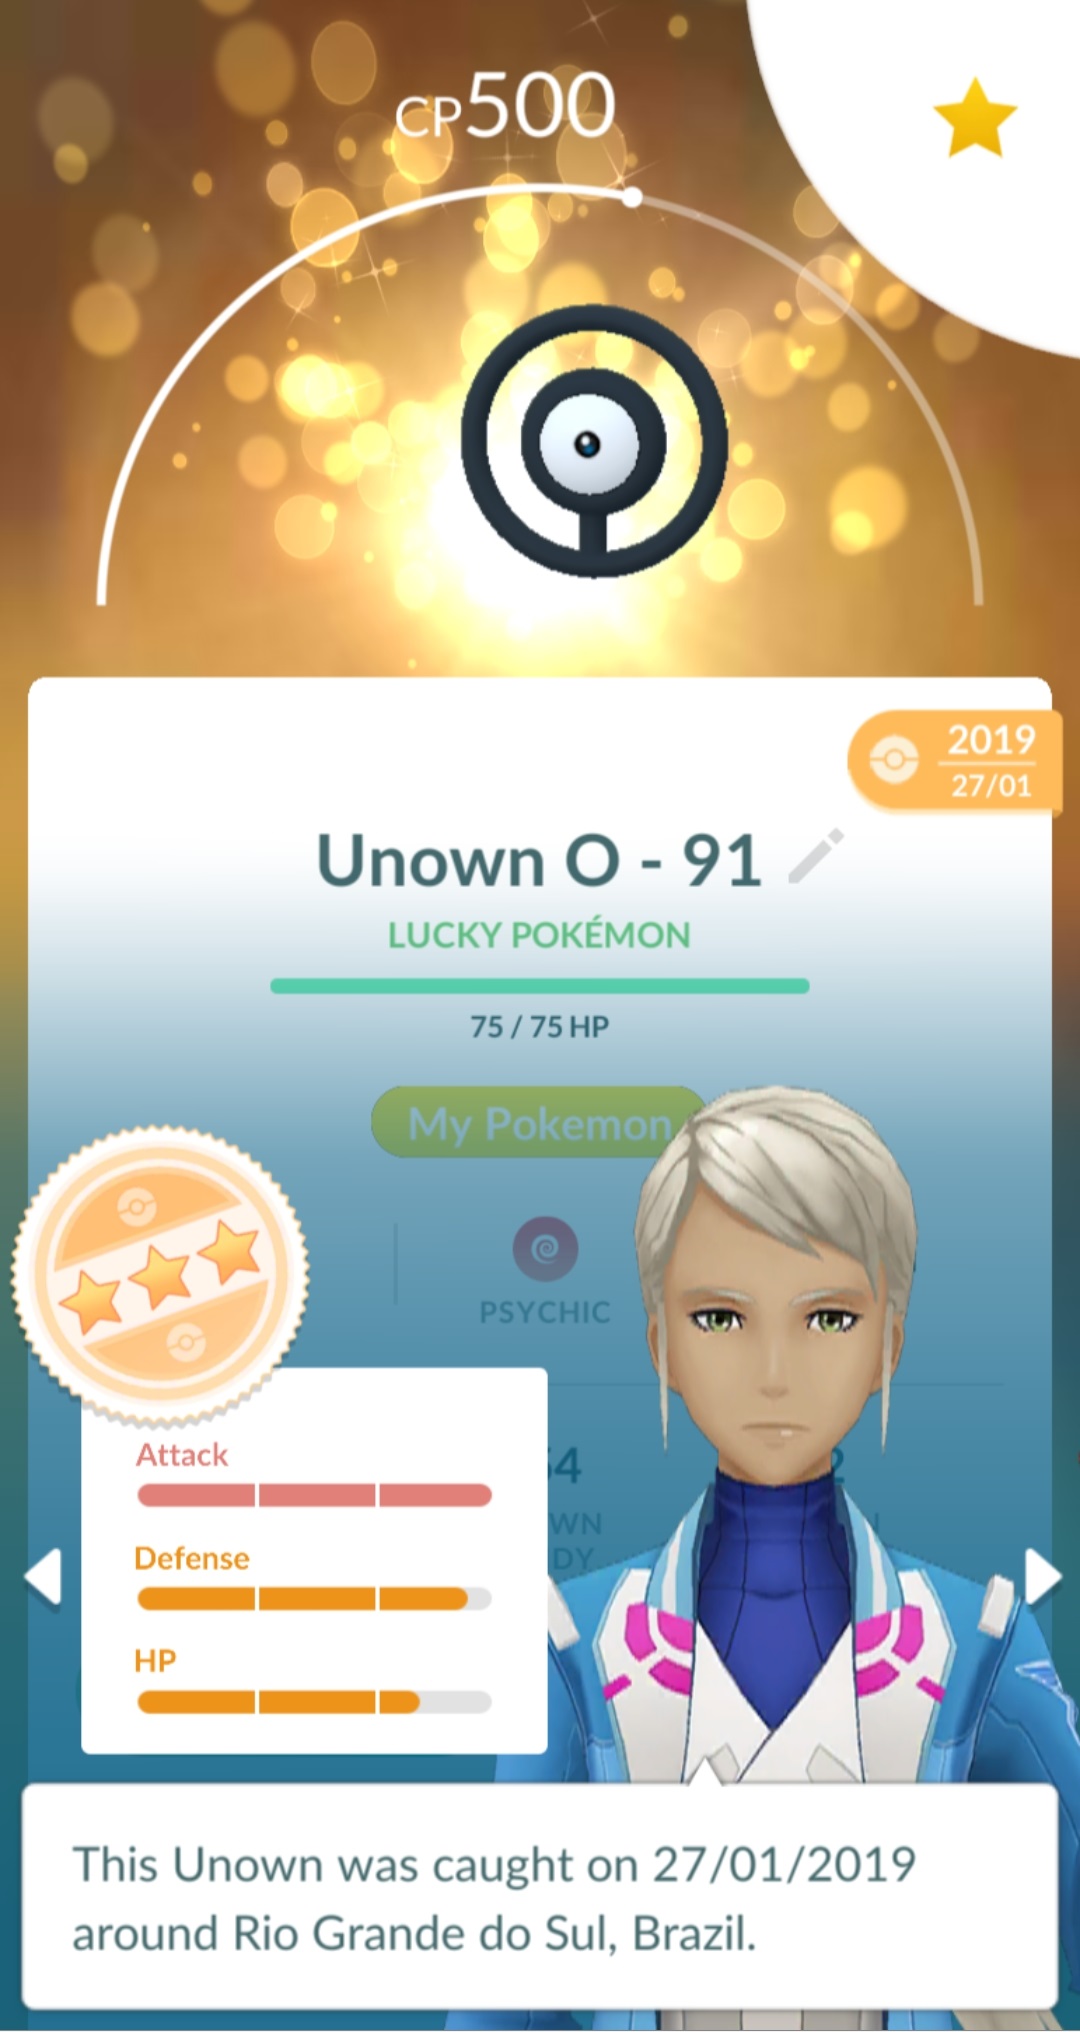 CP500
2019
27/01
Unown O - 91
LUCKY POKÉMON
75 / 75 HP
My Pokemon
PSYCHIC
Attack
Defense
HP
This Unown was caught on 27/01/2019
around Rio Grande do Sul, Brazil.